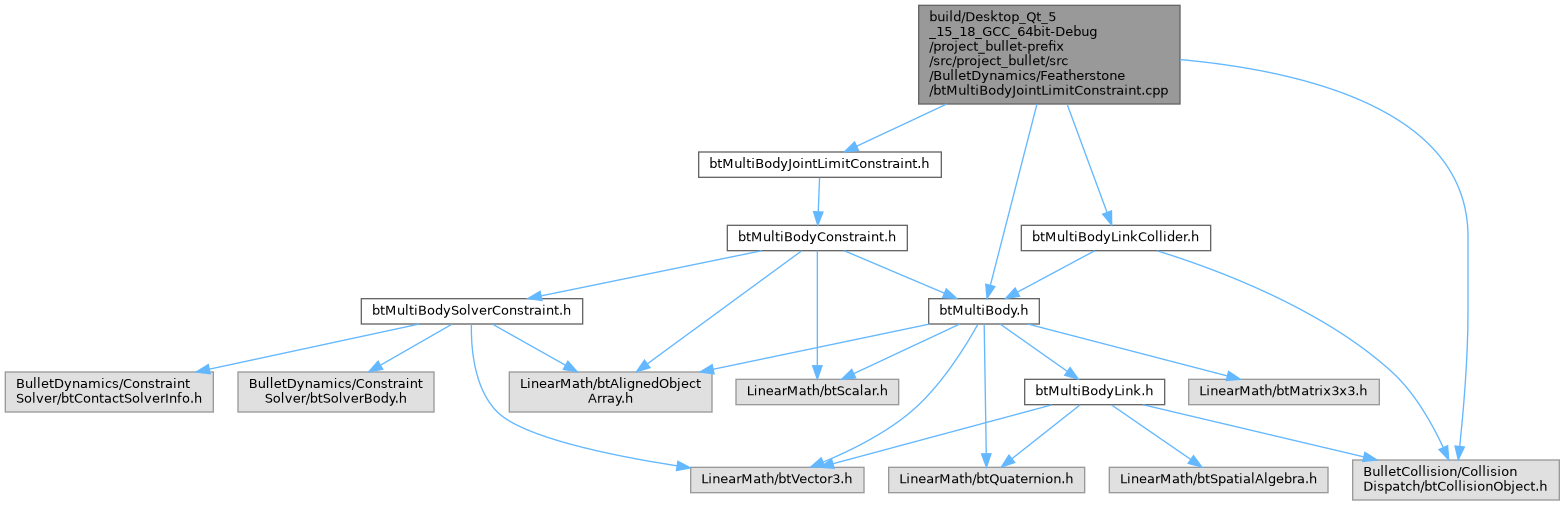 build/Desktop_Qt_5
_15_18_GCC_64bit-Debug
/project_bullet-prefix
/src/project_bullet/src
/BulletDynamics/Featherstone
/btMultiBodyJointLimitConstraint.cpp
btMultiBodyJointLimitConstraint.h
btMultiBodyConstraint.h
btMultiBodyLinkCollider.h
btMultiBodySolverConstraint.h
btMultiBody.h
BulletDynamics/Constraint
Solver/btContactSolverInfo.h
BulletDynamics/Constraint
Solver/btSolverBody.h
LinearMath/btAlignedObject
Array.h
LinearMath/btScalar.h
btMultiBodyLink.h
LinearMath/btMatrix3x3.h
LinearMath/btVector3.h
LinearMath/btQuaternion.h
LinearMath/btSpatialAlgebra.h
BulletCollision/Collision
Dispatch/btCollisionObject.h